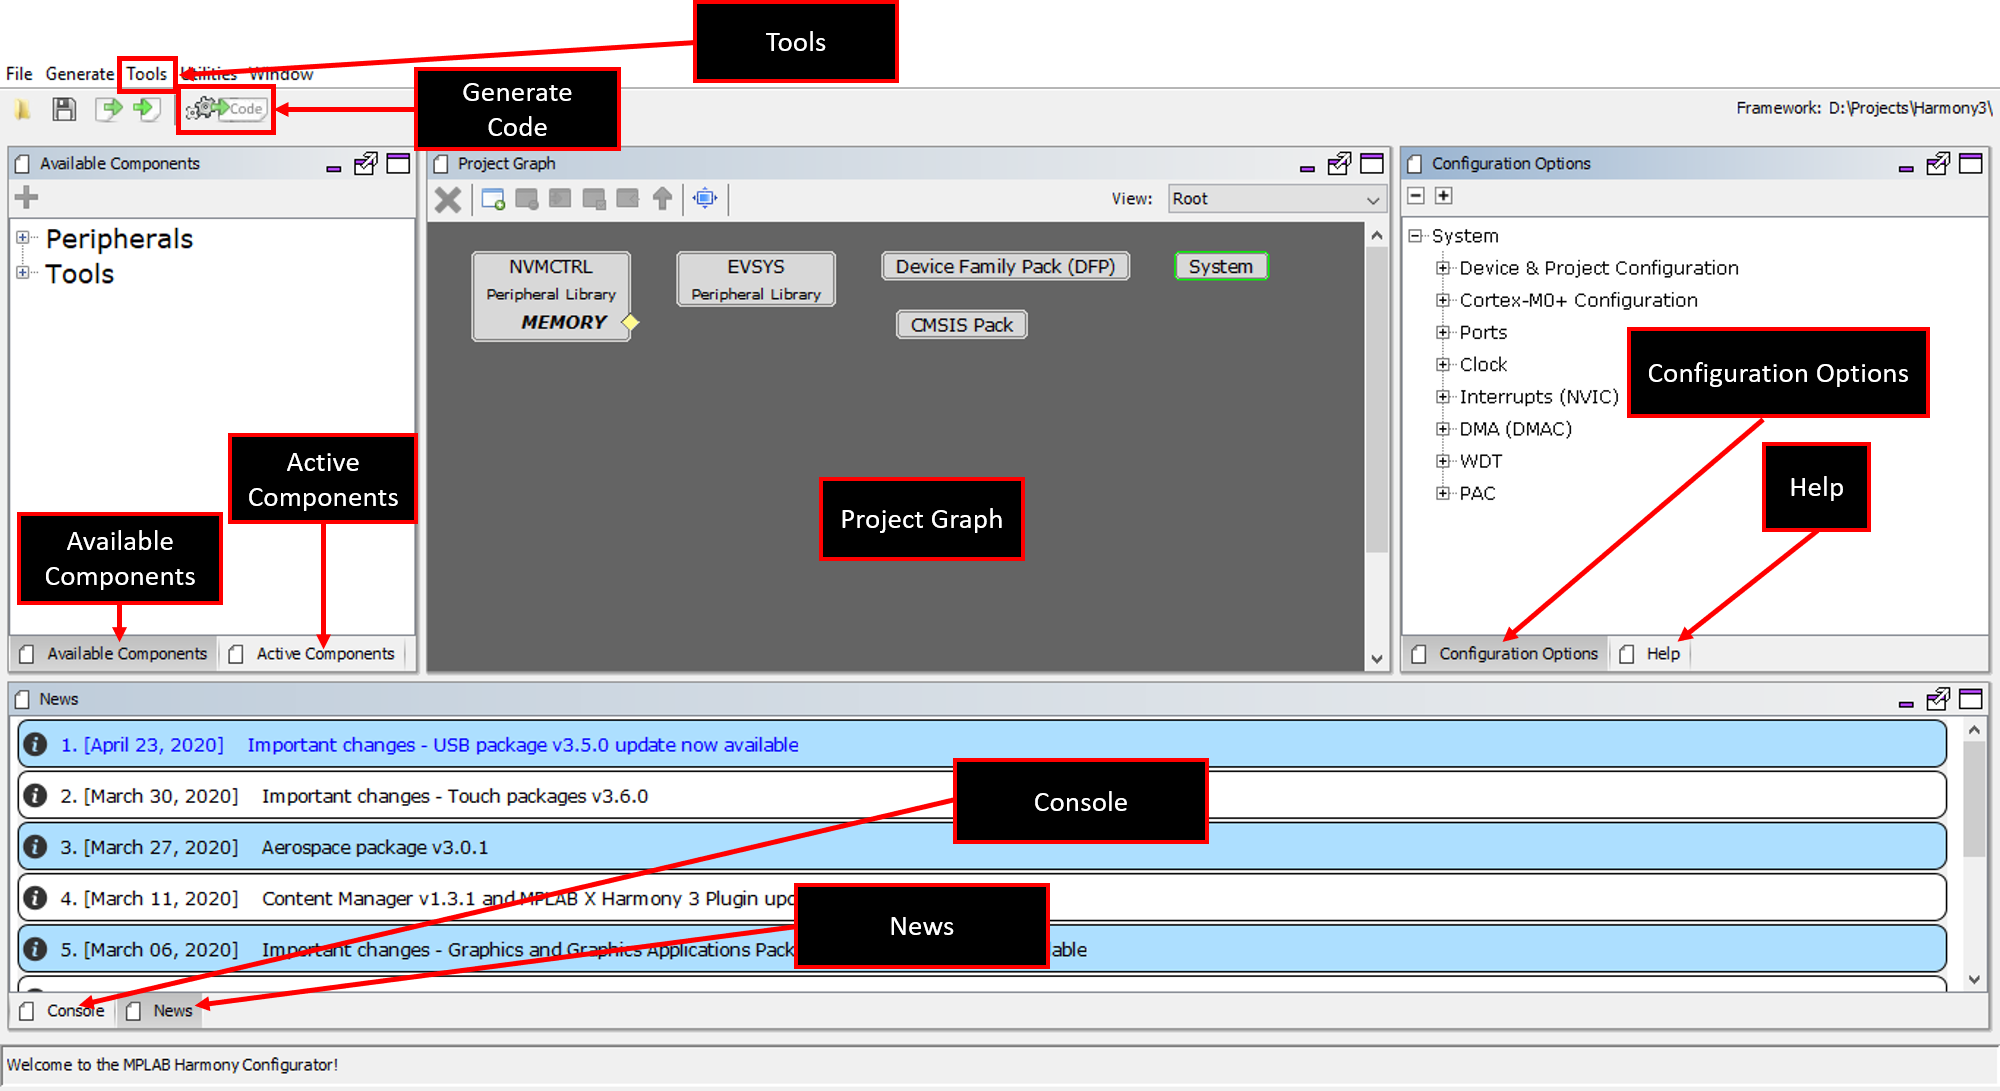 Tools
File Generate Tools Utilities Window
Generate
Code
Code
Framework: D:\Projects\Harmony3\
Available Components
Project Graph
Configuration Options
View: Root
Peripherals
Tools
NVMCTRL
Peripheral Library
MEMORY
EVSYS
Peripheral Library
Device Family Pack (DFP)
CMSIS Pack
System
System
Device & Project Configuration
Cortex-M0+ Configuration
Ports
Clock
Interrupts (NVIC)
DMA (DMAC)
WDT
PAC
Configuration Options
Help
Active
Components
Available
Components
Project Graph
Available Components
Active Components
Configuration Options
Help
News
1. [April 23, 2020] Important changes - USB package v3.5.0 update now available
2. [March 30, 2020] Important changes - Touch packages v3.6.0
3. [March 27, 2020] Aerospace package v3.0.1
4. [March 11, 2020] Content Manager v1.3.1 and MPLAB X Harmony 3 Plugin
5. [March 06, 2020] Important changes - Graphics and Graphics Applications
Console
News
Console
News
Welcome to the MPLAB Harmony Configurator!